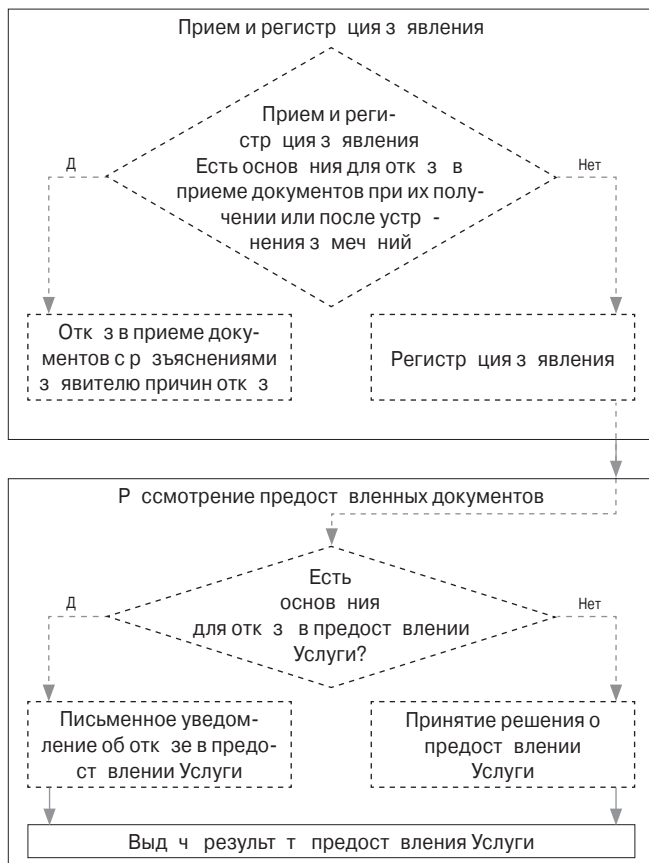 Прием и регистр ция з явления
Прием и реги-
стр ция з явления
Есть основ ния для отк з в
приеме документов при их полу-
чении или после устр -
нения з меч ний
Д
Нет
Отк з в приеме доку-
ментов с р зъяснениями
з явителю причин отк з
Регистр ция з явления
Р ссмотрение предост вленных документов
Есть
основ ния
для отк з в предост влении
Услуги?
Д
Нет
Письменное уведом-
ление об отк зе в предо-
ст влении Услуги
Принятие решения о
предост влении
Услуги
Выд ч результ т предост вления Услуги